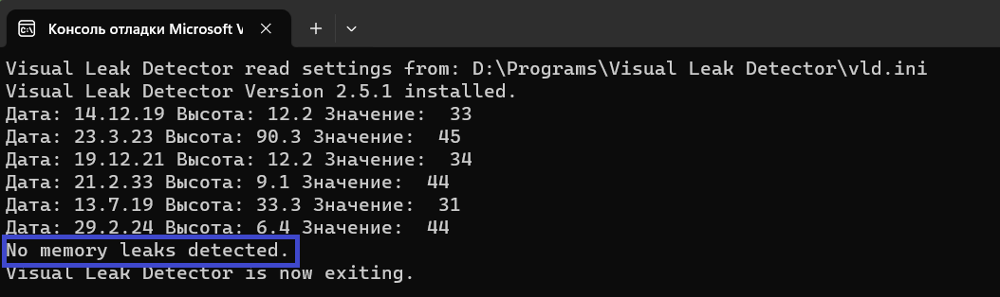 Консоль отладки Microsoft V
Visual Leak Detector read settings from: D:\Programs\Visual Leak Detector\vld.ini
Visual Leak Detector Version 2.5.1 installed.
Дата: 14.12.19 Высота: 12.2 Значение:  33
Дата: 23.3.23 Высота: 90.3 Значение:  45
Дата: 19.12.21 Высота: 12.2 Значение:  34
Дата: 21.2.33 Высота: 9.1 Значение:  44
Дата: 13.7.19 Высота: 33.3 Значение:  31
Дата: 29.2.24 Высота: 6.4 Значение:  44
No memory leaks detected.
Visual Leak Detector is now exiting.